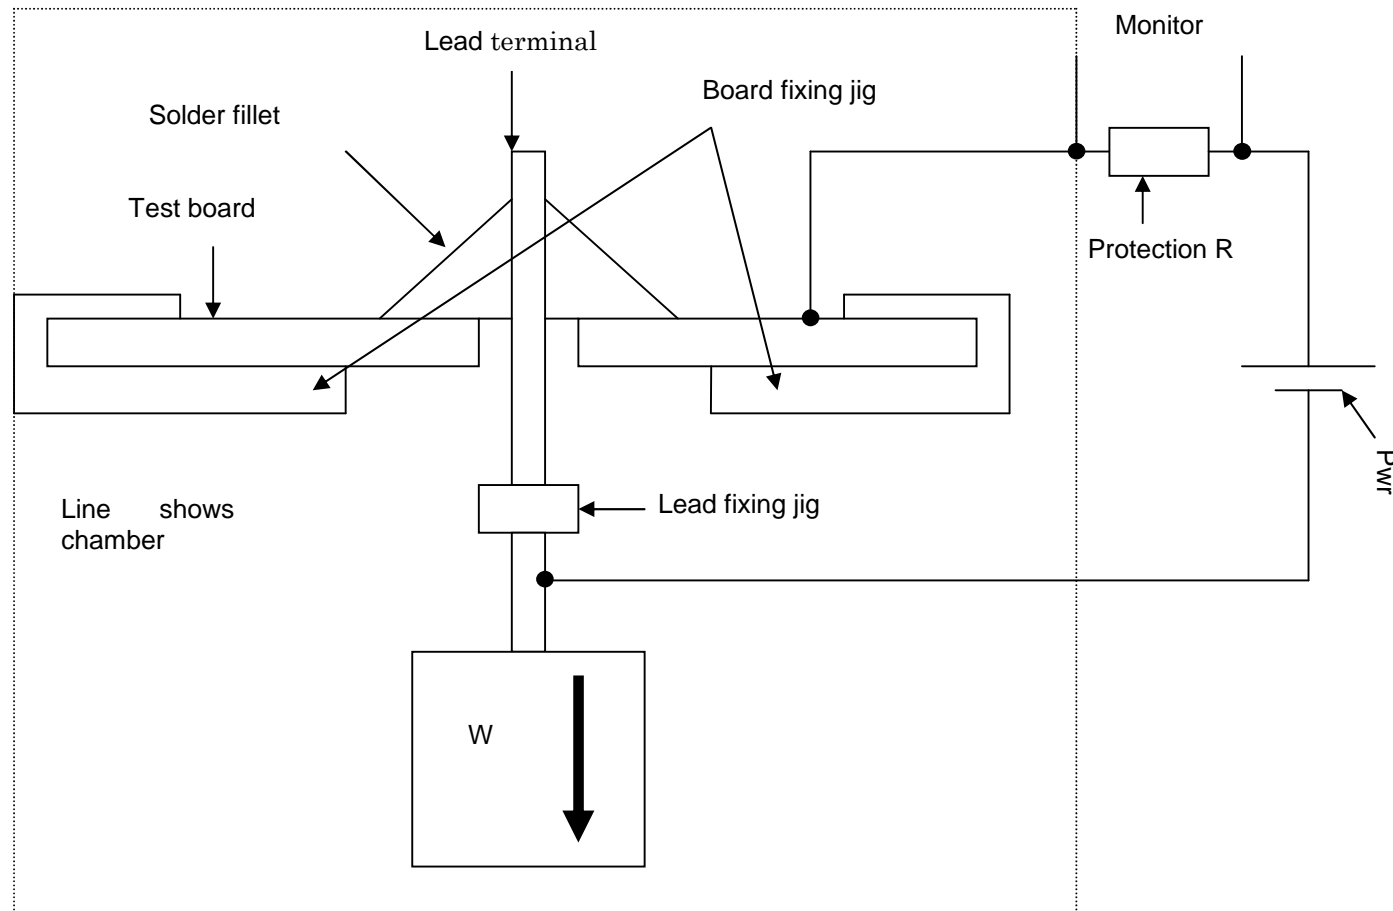 Monitor
Lead terminal
Board fixing jig
Solder fillet
Test board
Protection R
Pwr
Line shows
chamber
Lead fixing jig
W